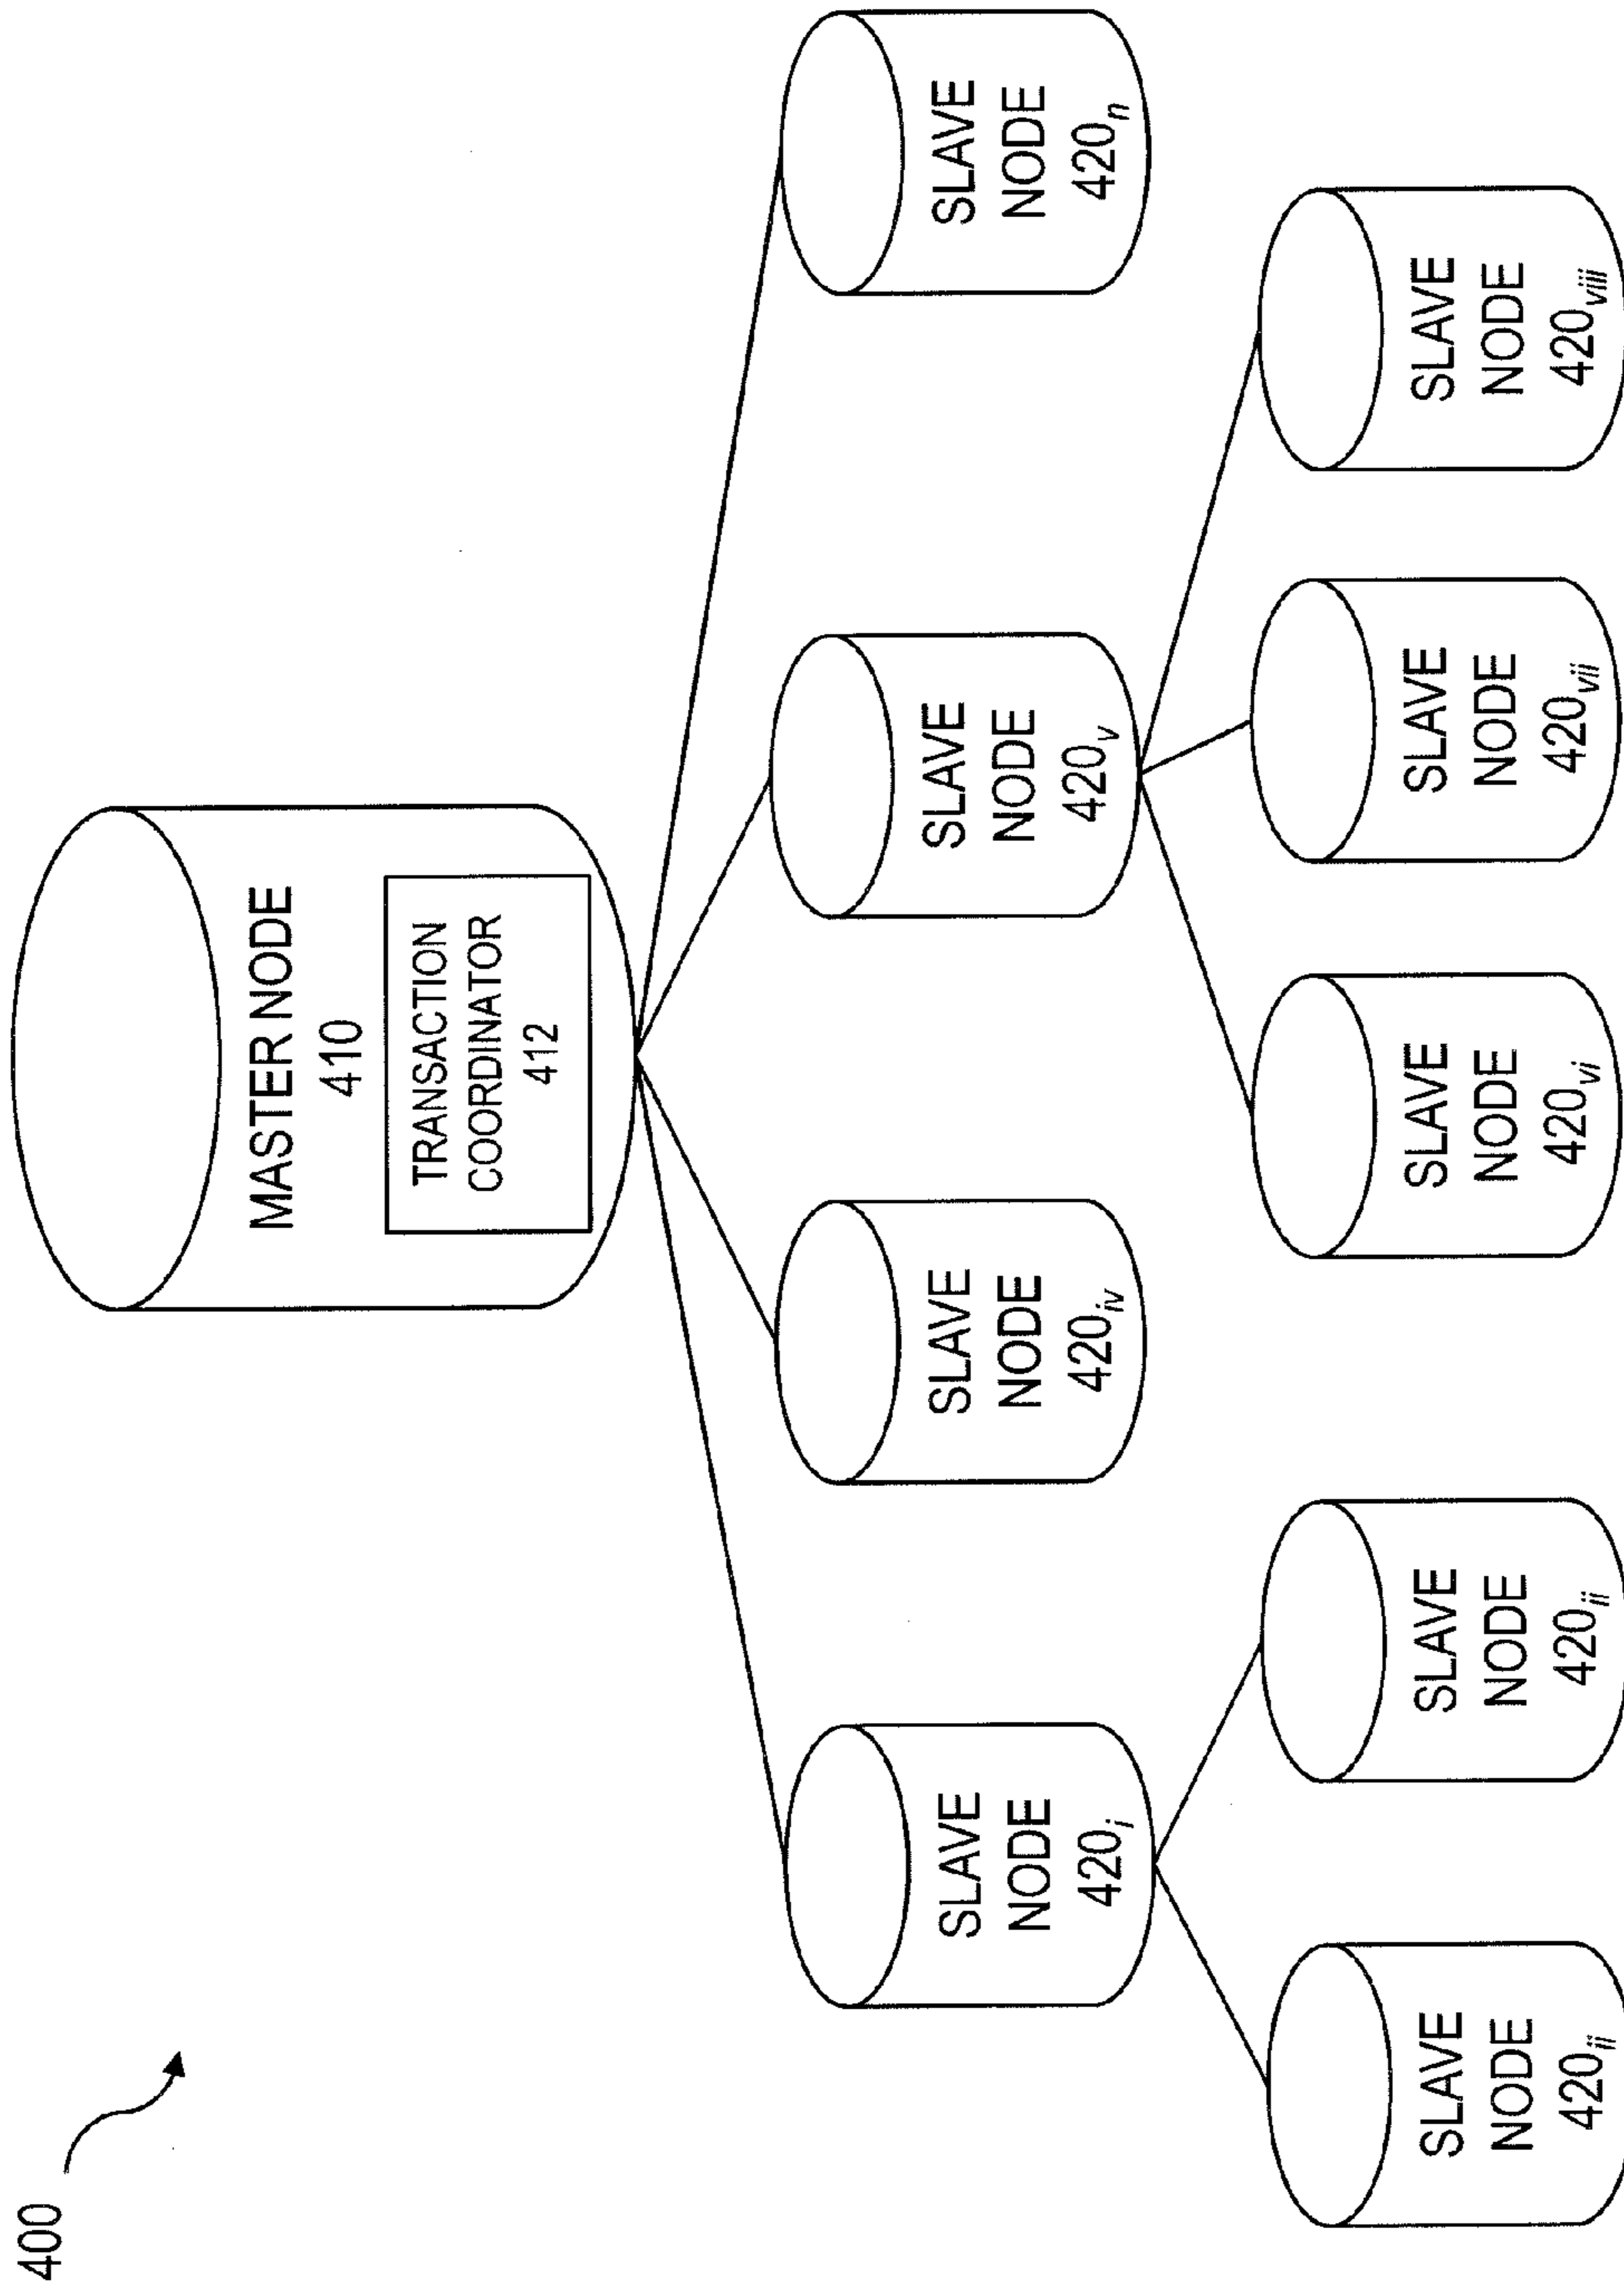 400
MASTER NODE
410
TRANSACTION
COORDINATOR
412
SLAVE
NODE
420i
SLAVE
NODE
420iv
SLAVE
NODE
420v
SLAVE
NODE
420n
SLAVE
NODE
420ii
SLAVE
NODE
420ii
SLAVE
NODE
420vi
SLAVE
NODE
420vii
SLAVE
NODE
420viii